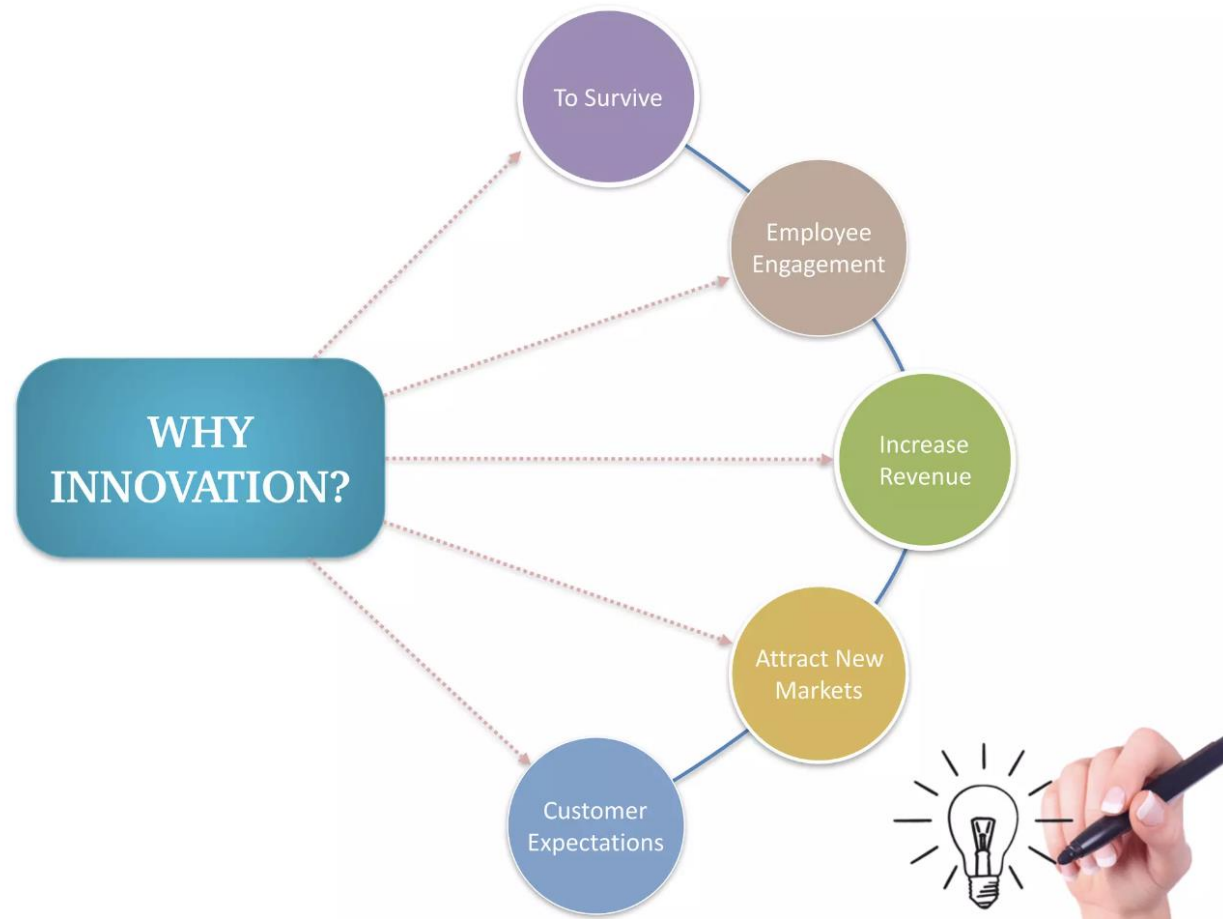 To Survive
Employee
Engagement
WHY
INNOVATION?
Increase
Revenue
Attract New
Markets
Customer
Expectations